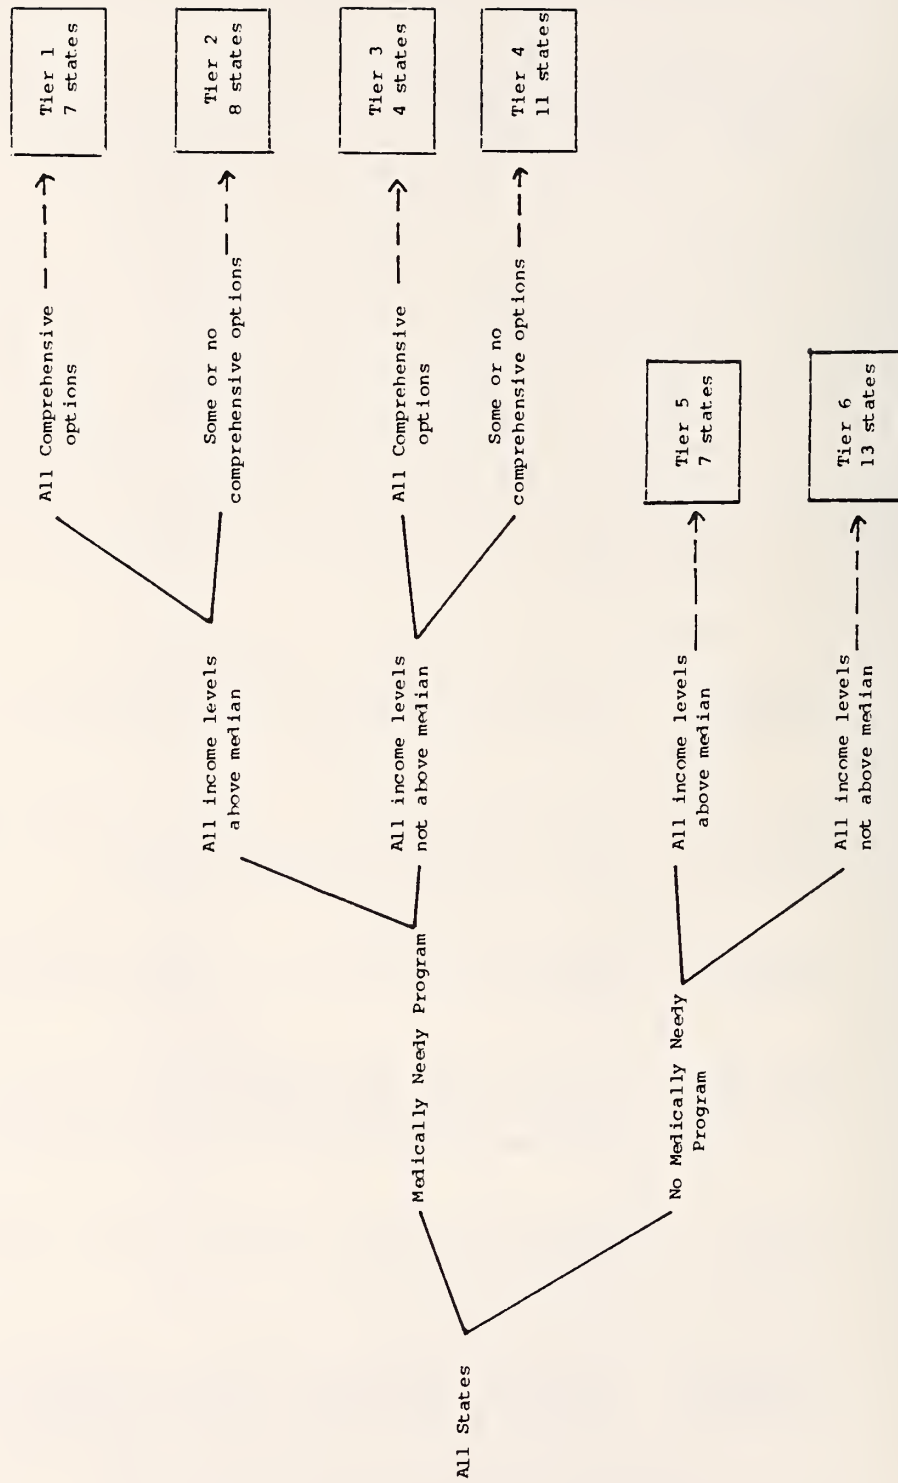 All States
Medically Needy Program
No Medically Needy
Program
All income levels
above median
All income levels
not above median
All income levels
above median
All income levels
not above median
All Comprehensive
options
Some or no
comprehensive options
All Comprehensive
options
Some or no
comprehensive options
Tier 1
7 states
Tier 2
8 states
Tier 3
4 states
Tier 4
11 states
Tier 5
7 states
Tier 6
13 states